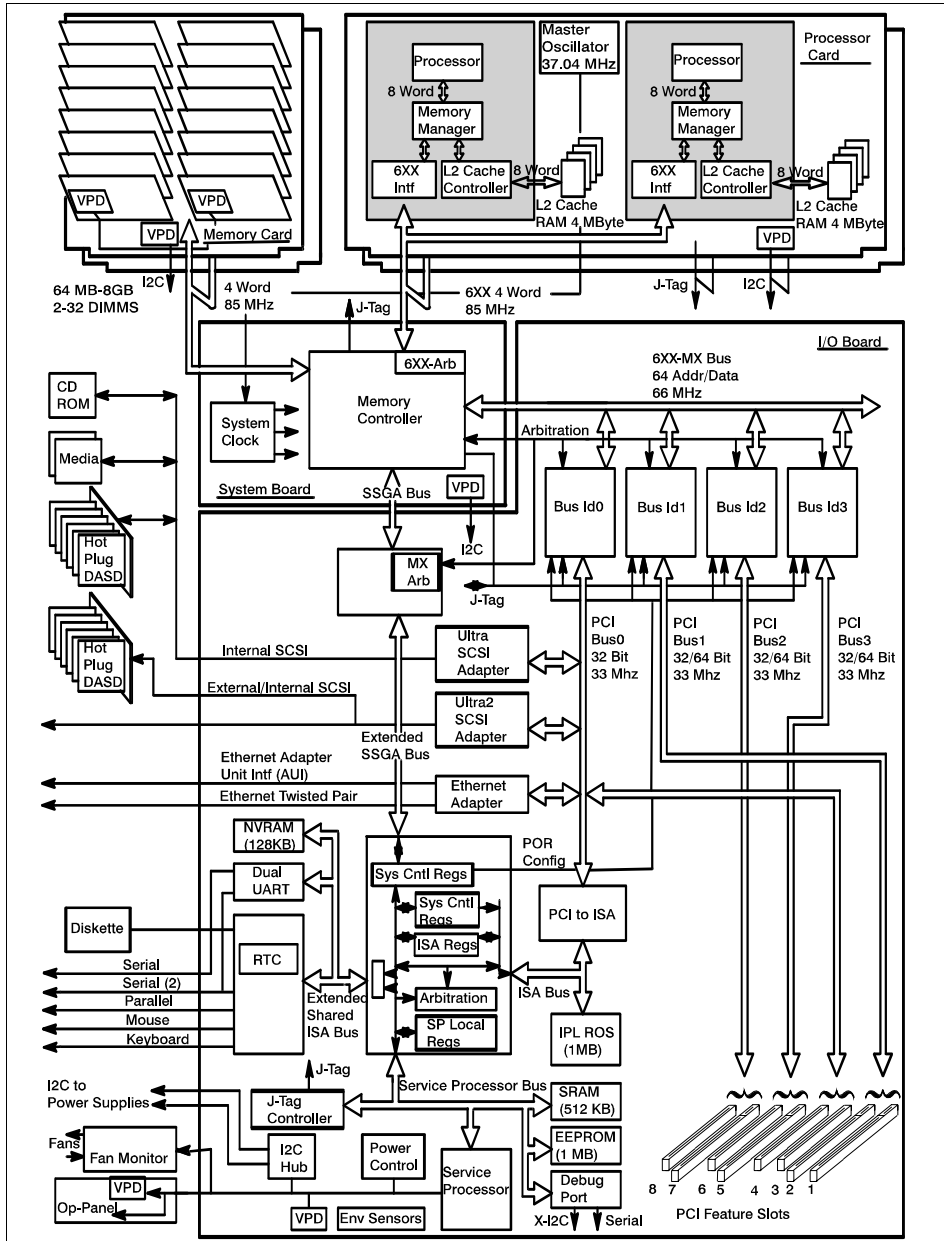 Master
Oscillator
37.04 MHz
Processor
Card
Processor
8 Word
Memory
Manager
6XX
Intf
L2 Cache
Controller
8 Word
L2 Cache
RAM 4 MByte
Processor
8 Word
Memory
Manager
6XX
Intf
L2 Cache
Controller
8 Word
L2 Cache
RAM 4 MByte
VPD
VPD
VPD
Memory Card
I2C
64 MB-8GB
2-32 DIMMS
4 Word
85 MHz
J-Tag
6XX 4 Word
85 MHz
J-Tag
VPD
I2C
I/O Board
6XX-Arb
Memory
Controller
System
Clock
System Board
SSGA Bus
VPD
I2C
6XX-MX Bus
64 Addr/Data
66 MHz
Arbitration
Bus Id0
Bus Id1
Bus Id2
Bus Id3
CD
ROM
Media
Hot
Plug
DASD
Hot
Plug
DASD
MX
Arb
J-Tag
PCI
Bus0
32 Bit
33 Mhz
PCI
Bus1
32/64 Bit
33 Mhz
PCI
Bus2
32/64 Bit
33 Mhz
PCI
Bus3
32/64 Bit
33 Mhz
Internal SCSI
Ultra
SCSI
Adapter
External/Internal SCSI
Ultra2
SCSI
Adapter
Extended
SSGA Bus
Ethernet Adapter
Unit Intf (AUI)
Ethernet Twisted Pair
Ethernet
Adapter
NVRAM
(128KB)
Dual
UART
Diskette
RTC
Serial
Serial (2)
Parallel
Mouse
Keyboard
Extended
Shared
ISA Bus
Sys Cntl Regs
Sys Cntl
Regs
ISA Regs
Arbitration
SP Local
Regs
POR
Config
PCI to ISA
ISA Bus
IPL ROS
(1MB)
J-Tag
Service Processor Bus
I2C to
Power Supplies
J-Tag
Controller
SRAM
(512 KB)
EEPROM
(1 MB)
Debug
Port
X-I2C
Serial
Fans
Fan Monitor
I2C
Hub
Power
Control
Service
Processor
VPD
Op-Panel
VPD
Env Sensors
8 7 6 5 4 3 2 1
PCI Feature Slots